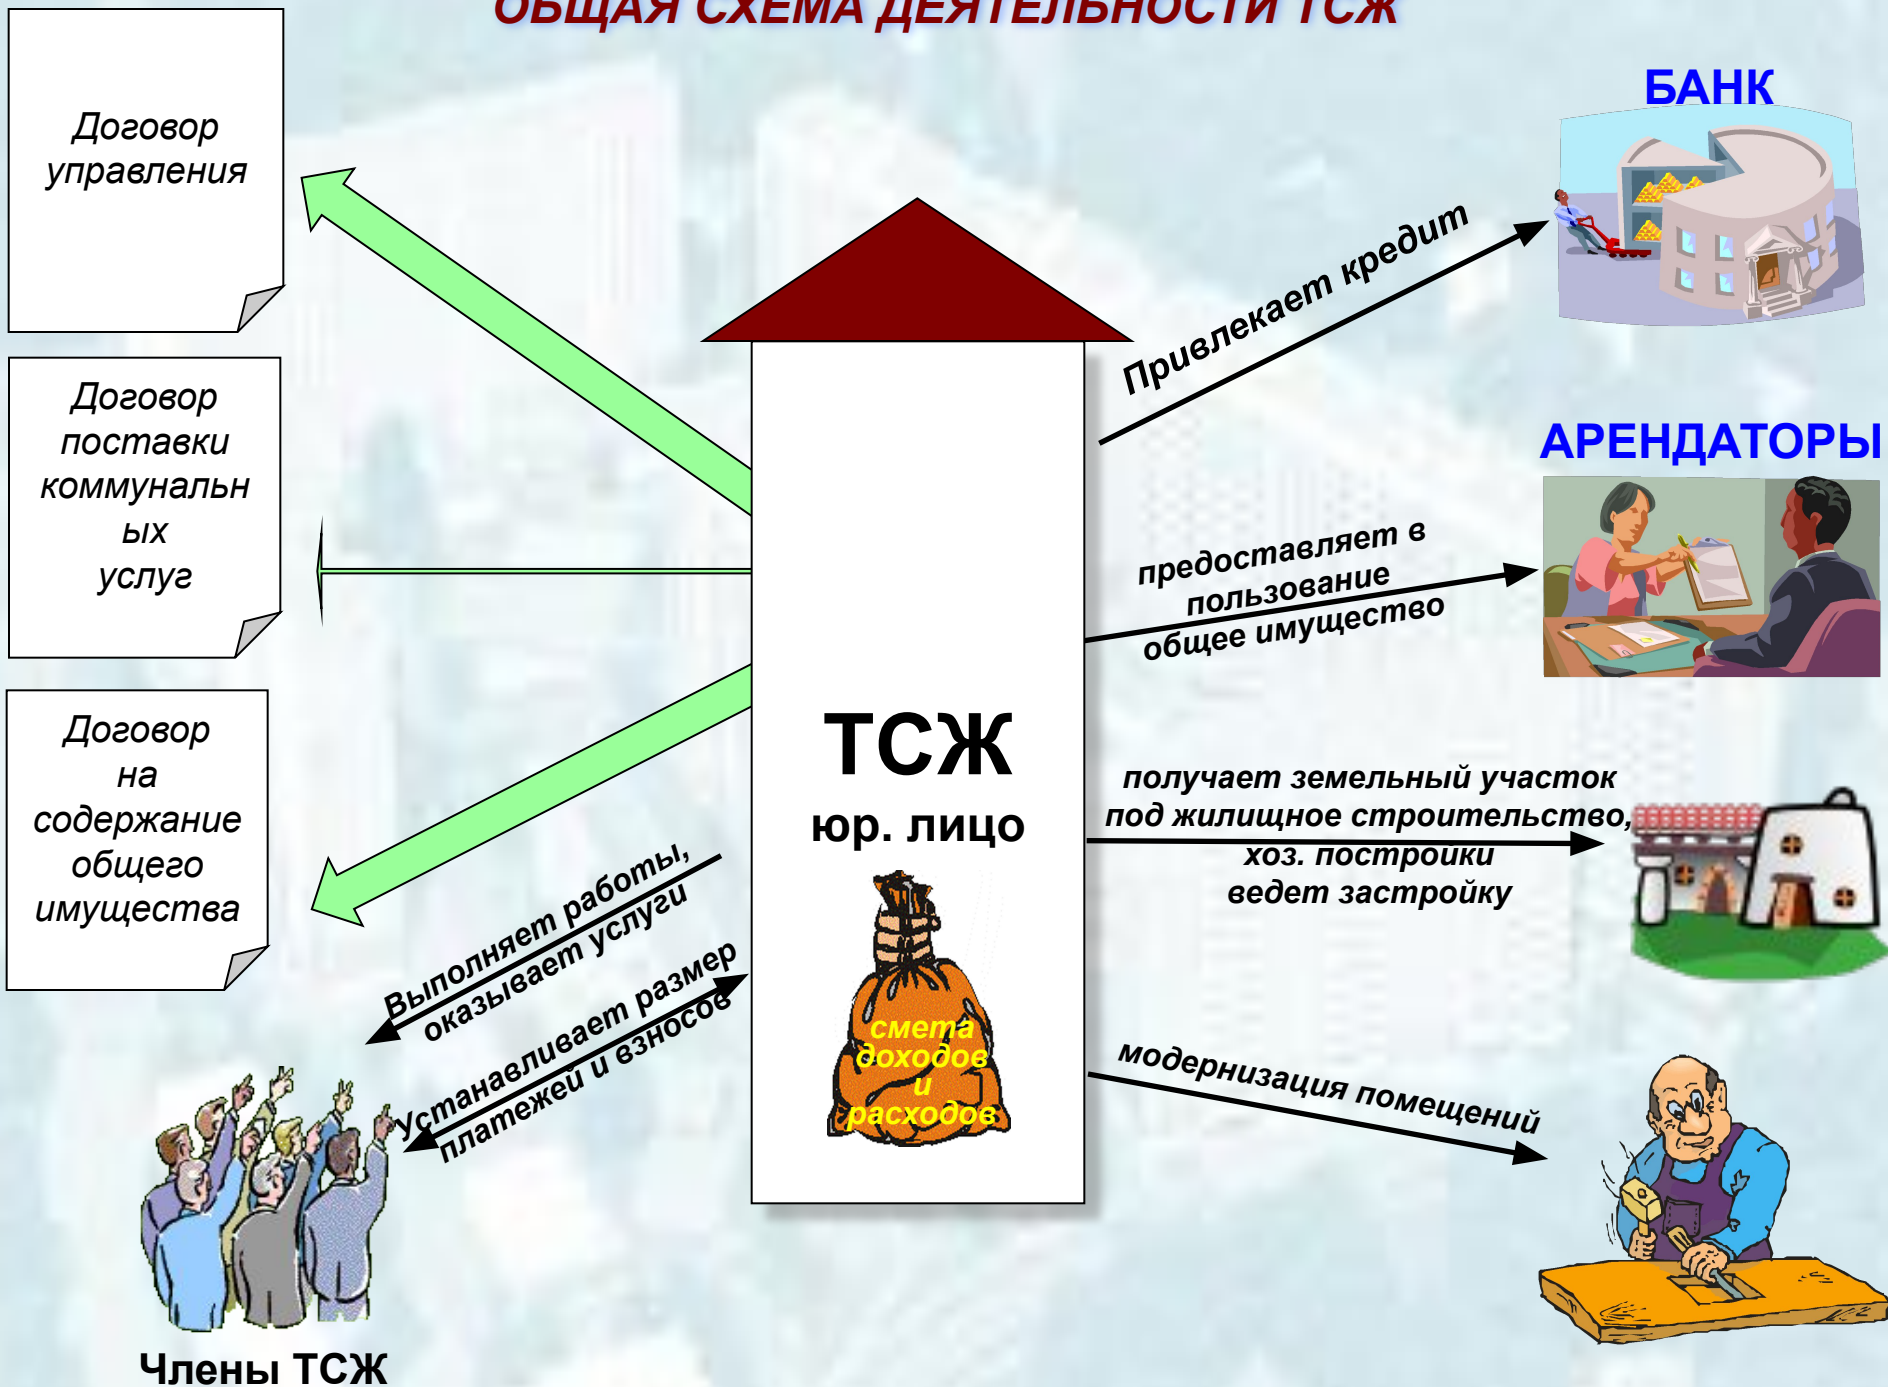 ОБЩАЯ СХЕМА ДЕЯТЕЛЬНОСТИ ТСЖ
Договор
управления
Договор
поставки
коммунальн
ых
услуг
Договор
на
содержание
общего
имущества
Выполняет работы,
оказывает услуги
Устанавливает размер
платежей и взносов
Члены ТСЖ
ТСЖ
юр. лицо
смета
доходов
и
расходов
БАНК
Привлекает кредит
АРЕНДАТОРЫ
предоставляет в
пользование
общее имущество
получает земельный участок
под жилищное строительство,
хоз. постройки
ведет застройку
модернизация помещений